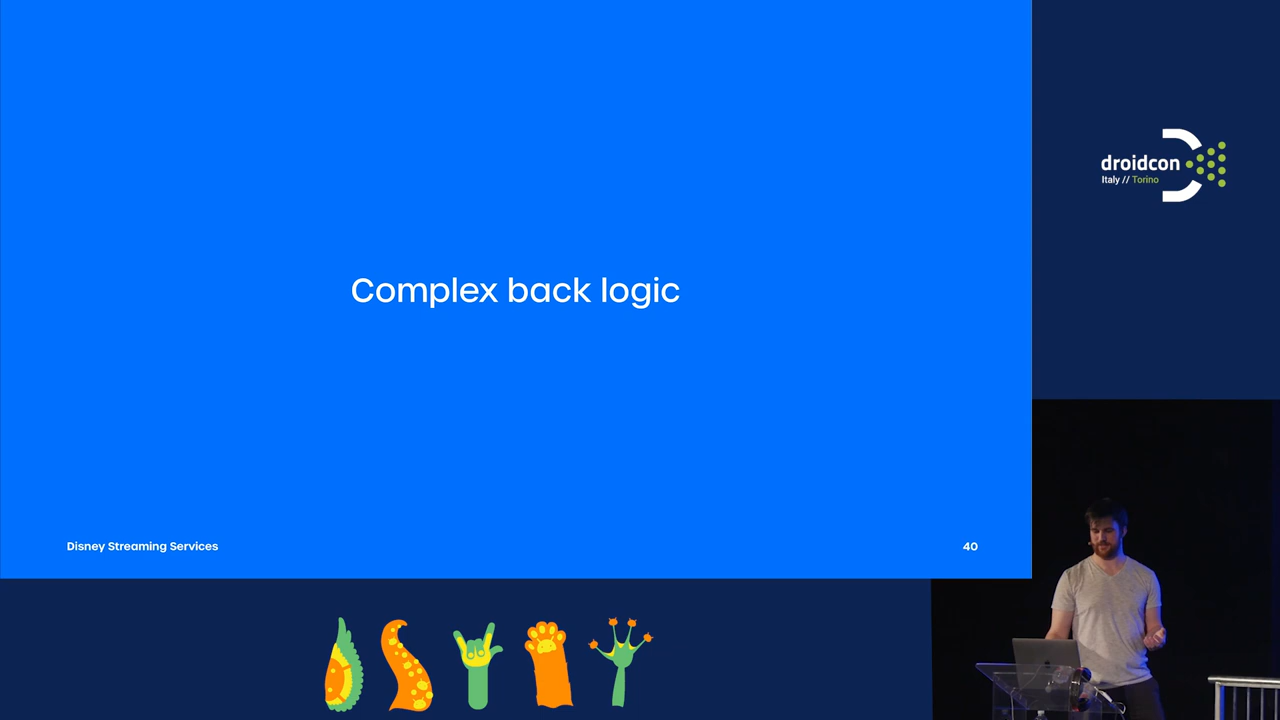 Complex back logic
Disney Streaming Services
40
droidcon
Italy // Torino